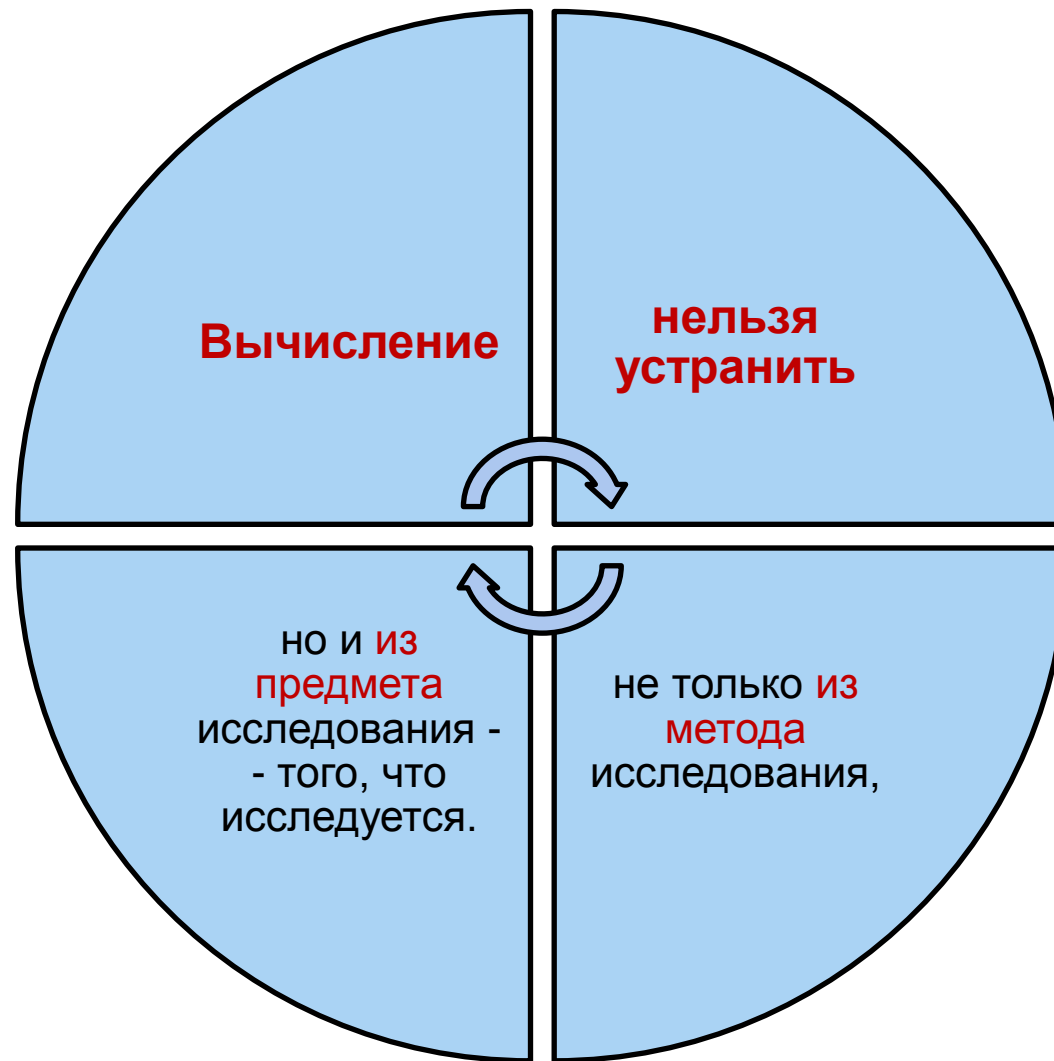 Вычисление
нельзя
устранить
не только из
метода
исследования,
но и из
предмета
исследования -
- того, что
исследуется.